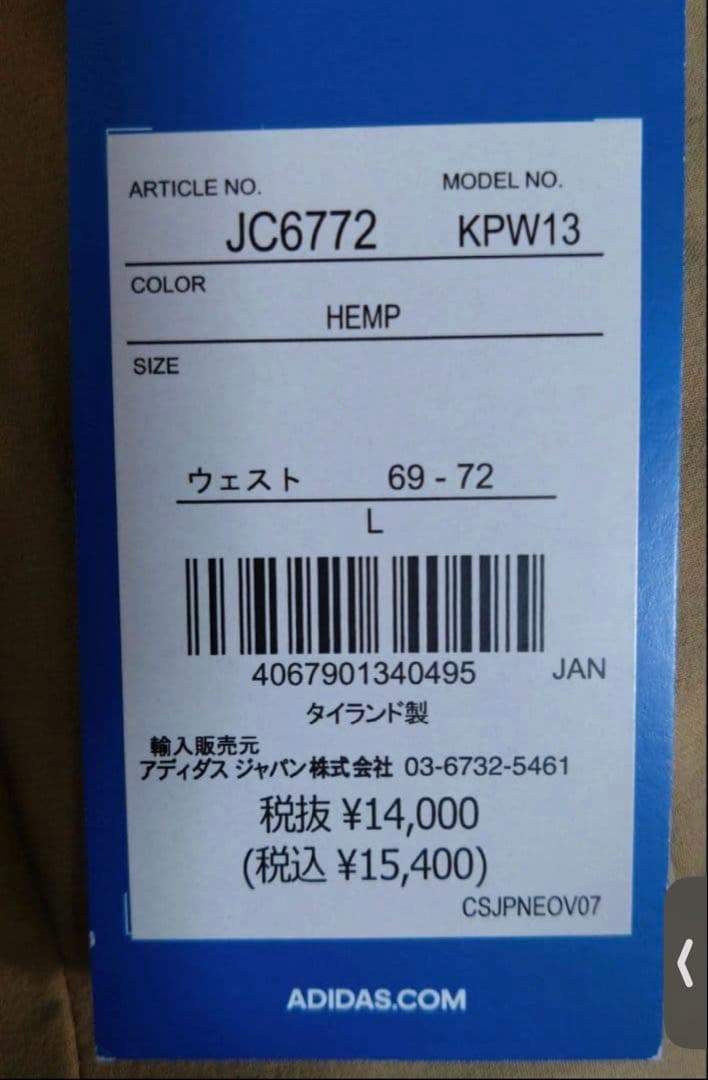 ARTICLE NO. MODEL NO.
JC6772 KPW13
COLOR
HEMP
SIZE
ウェスト 69 - 72
L
4067901340495 JAN
タイランド製
輸入販売元
アディダス ジャパン株式会社 03-6732-5461
税抜 ¥14,000
(税込 ¥15,400)
CSJPNEOV07
ADIDAS.COM